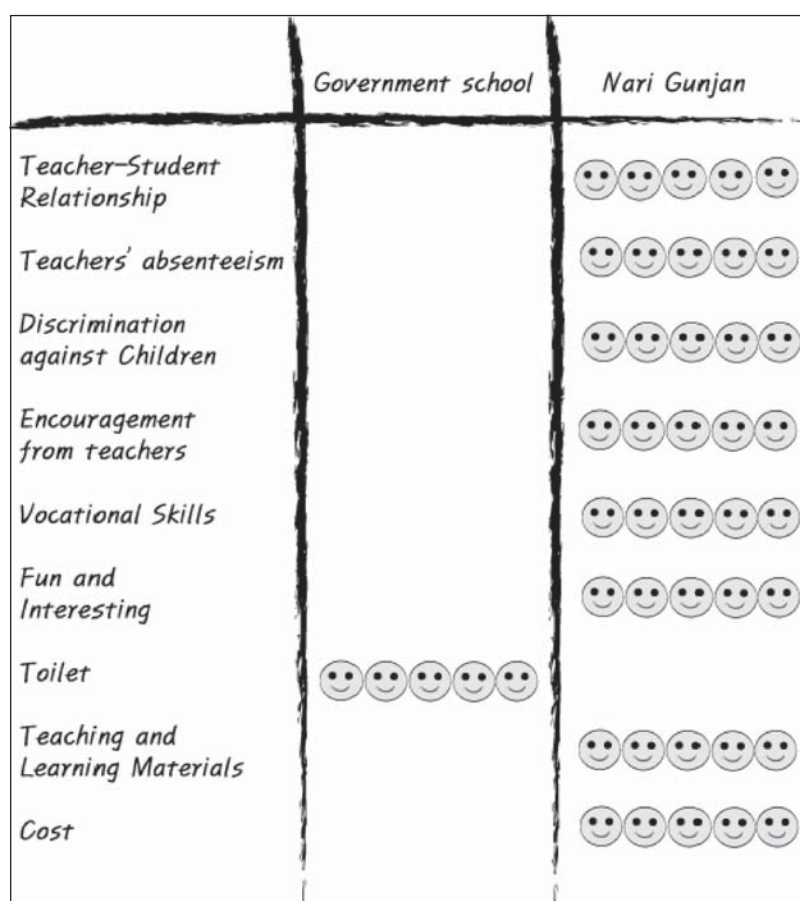 Government school
Nari Gunjan
Teacher–Student
Relationship
Teachers' absenteeism
Discrimination
against Children
Encouragement
from teachers
Vocational Skills
Fun and
Interesting
Toilet
Teaching and
Learning Materials
Cost